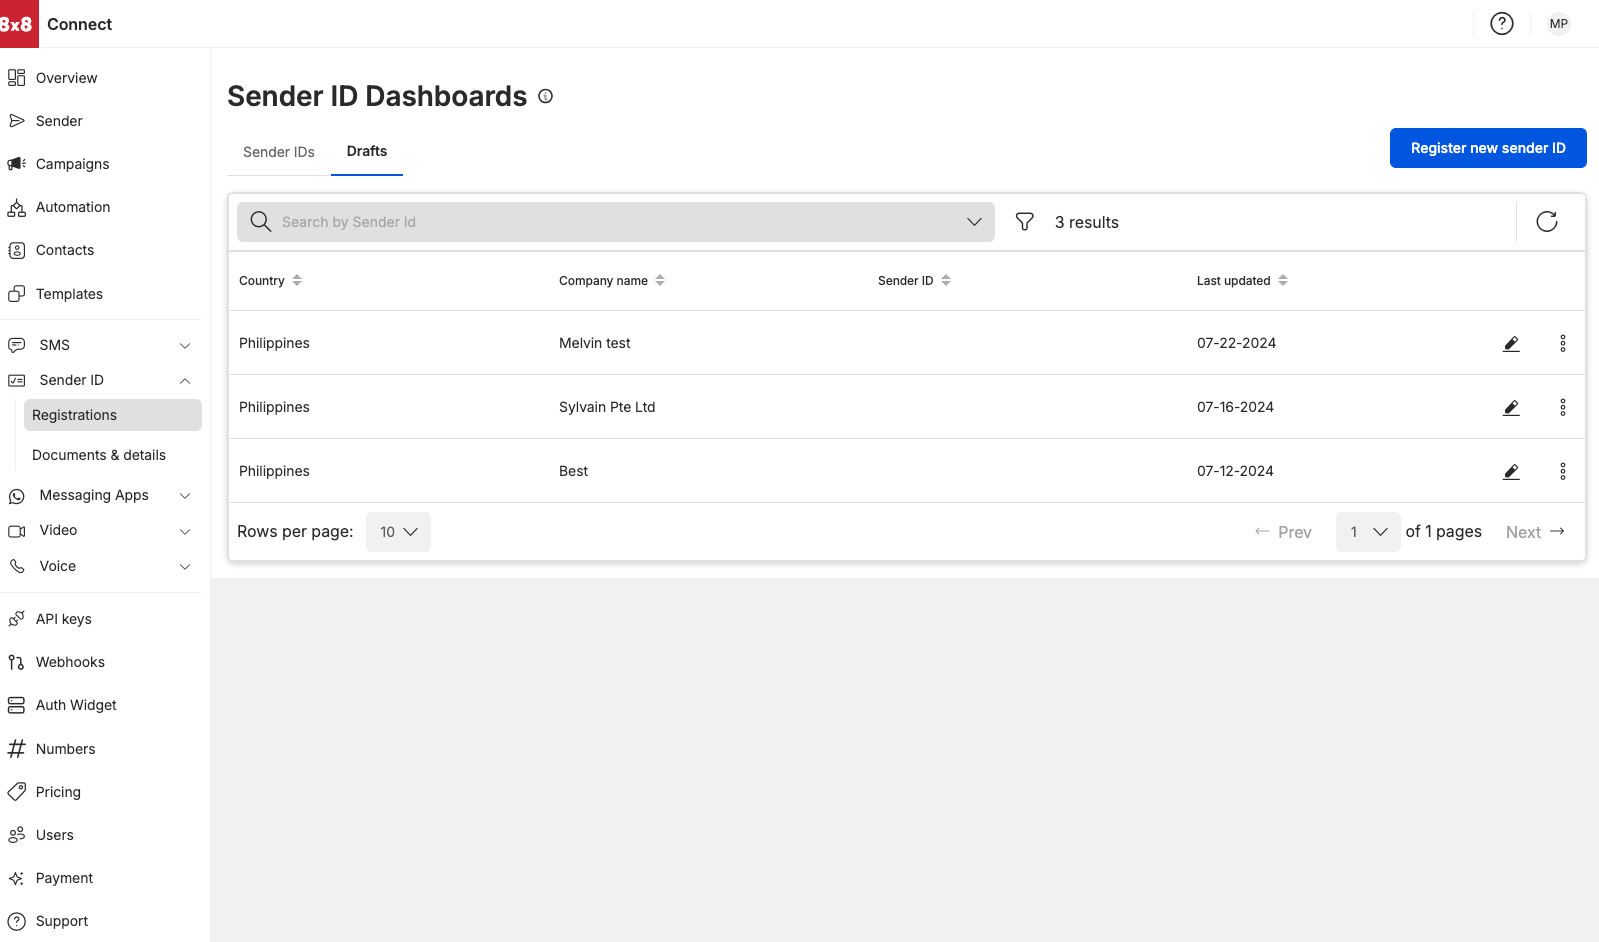 8x8 Connect
MP
Overview
Sender
Campaigns
Automation
Contacts
Templates
SMS
Sender ID
Registrations
Documents & details
Messaging Apps
Video
Voice
API keys
Webhooks
Auth Widget
Numbers
Pricing
Users
Payment
Support
Sender ID Dashboards
Sender IDs Drafts
Register new sender ID
Search by Sender Id
3 results
Country Company name Sender ID Last updated
Philippines Melvin test 07-22-2024
Philippines Sylvain Pte Ltd 07-16-2024
Philippines Best 07-12-2024
Rows per page: 10
Prev 1 of 1 pages Next